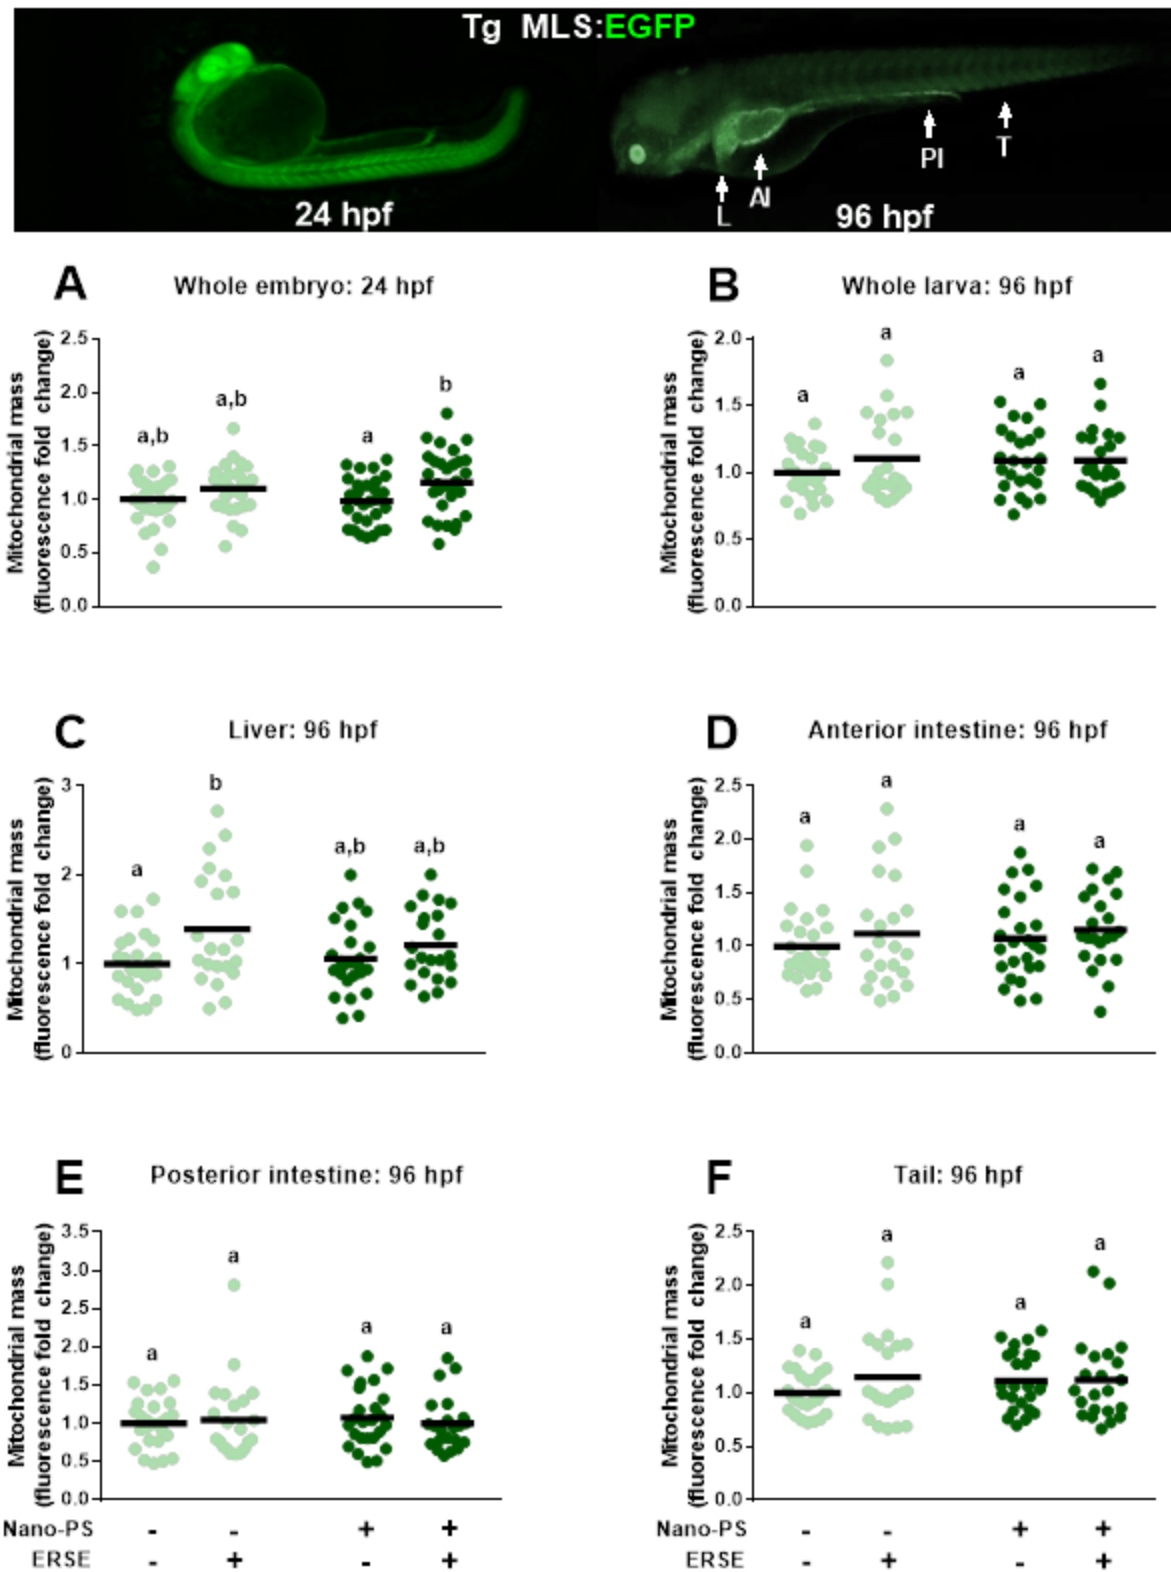 Tg MLS:EGFP
24 hpf
L
AI
PI
T
96 hpf
A
Whole embryo: 24 hpf
Mitochondrial mass
(fluorescence fold change)
2.5
2.0
1.5
1.0
0.5
0.0
a,b
a,b
a
b
B
Whole larva: 96 hpf
Mitochondrial mass
(fluorescence fold change)
2.0
1.5
1.0
0.5
0.0
a
a
a
a
C
Liver: 96 hpf
Mitochondrial mass
(fluorescence fold change)
3
2
1
0
a
b
a,b
a,b
D
Anterior intestine: 96 hpf
Mitochondrial mass
(fluorescence fold change)
2.5
2.0
1.5
1.0
0.5
0.0
a
a
a
a
E
Posterior intestine: 96 hpf
Mitochondrial mass
(fluorescence fold change)
3.5
3.0
2.5
2.0
1.5
1.0
0.5
0.0
a
a
a
a
Nano-PS - - + +
ERSE - + - +
F
Tail: 96 hpf
Mitochondrial mass
(fluorescence fold change)
2.5
2.0
1.5
1.0
0.5
0.0
a
a
a
a
Nano-PS - - + +
ERSE - + - +